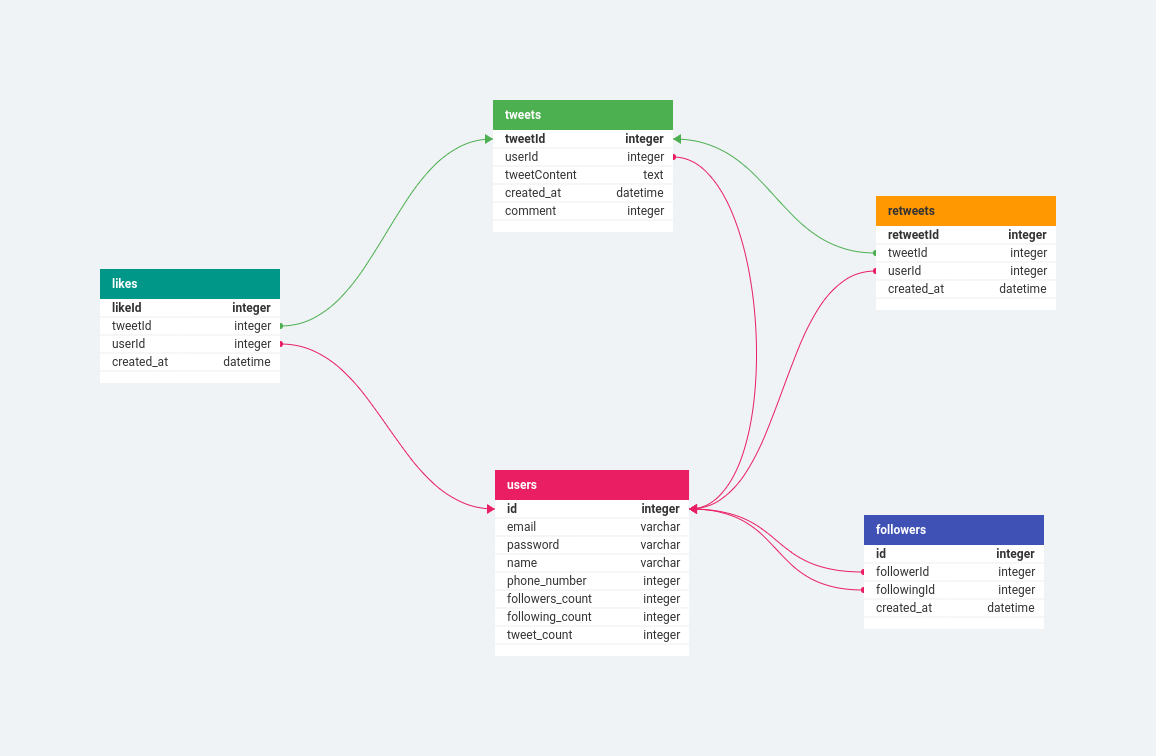 tweets
tweetId integer
userId integer
tweetContent text
created_at datetime
comment integer
retweets
retweetId integer
tweetId integer
userId integer
created_at datetime
likes
likeId integer
tweetId integer
userId integer
created_at datetime
users
id integer
email varchar
password varchar
name varchar
phone_number integer
followers_count integer
following_count integer
tweet_count integer
followers
id integer
followerId integer
followingId integer
created_at datetime